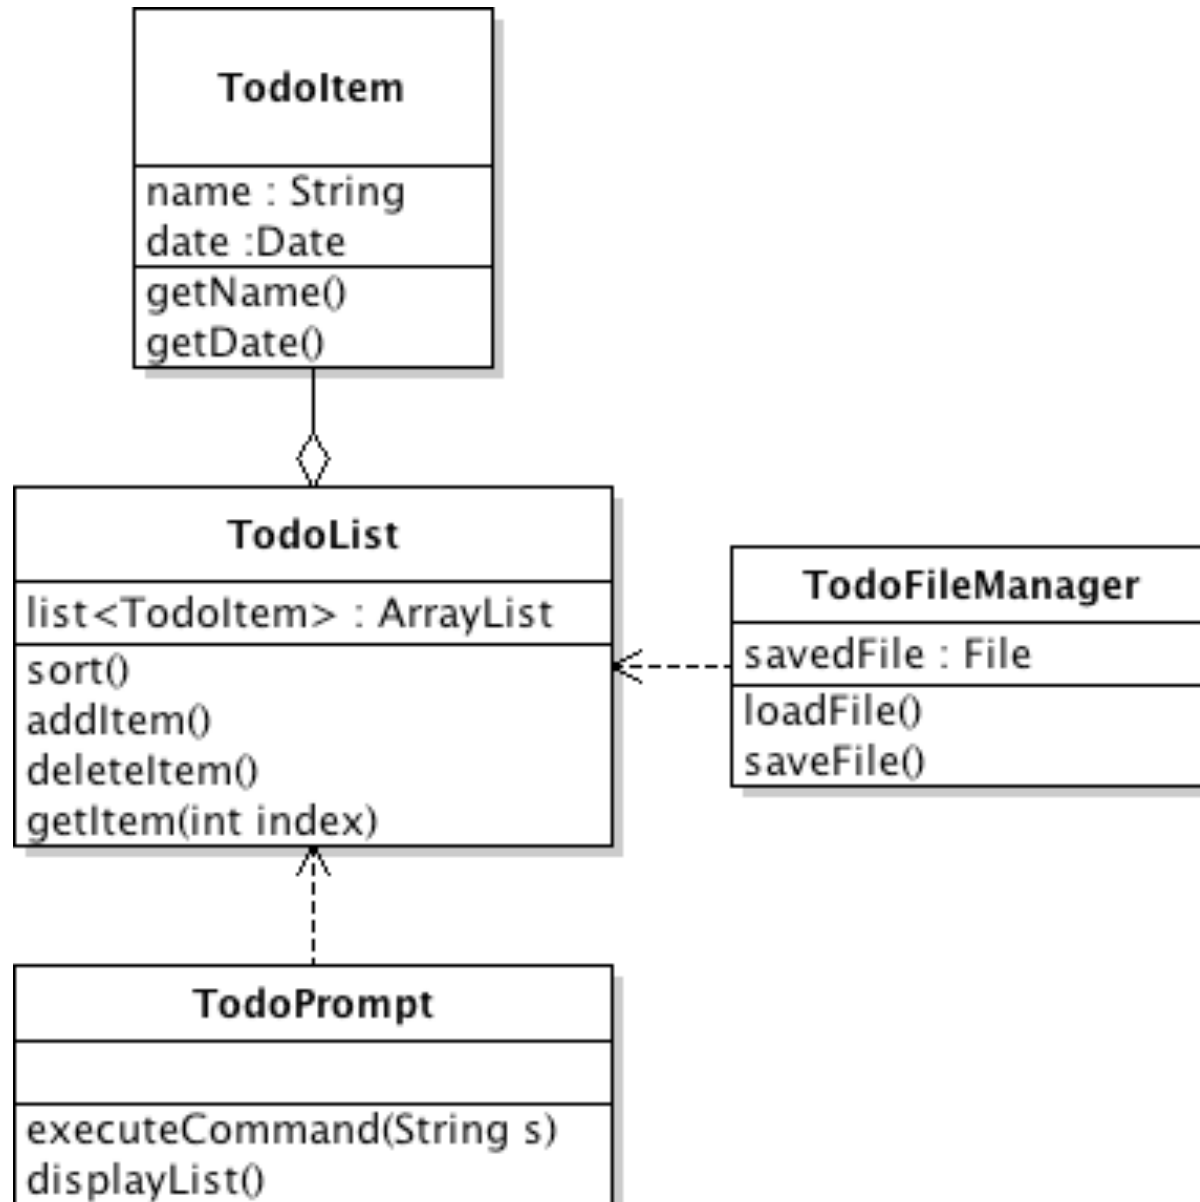 TodoItem
name : String
date :Date
getName()
getDate()
TodoList
list<TodoItem> : ArrayList
sort()
addItem()
deleteItem()
getItem(int index)
TodoFileManager
savedFile : File
loadFile()
saveFile()
TodoPrompt
executeCommand(String s)
displayList()